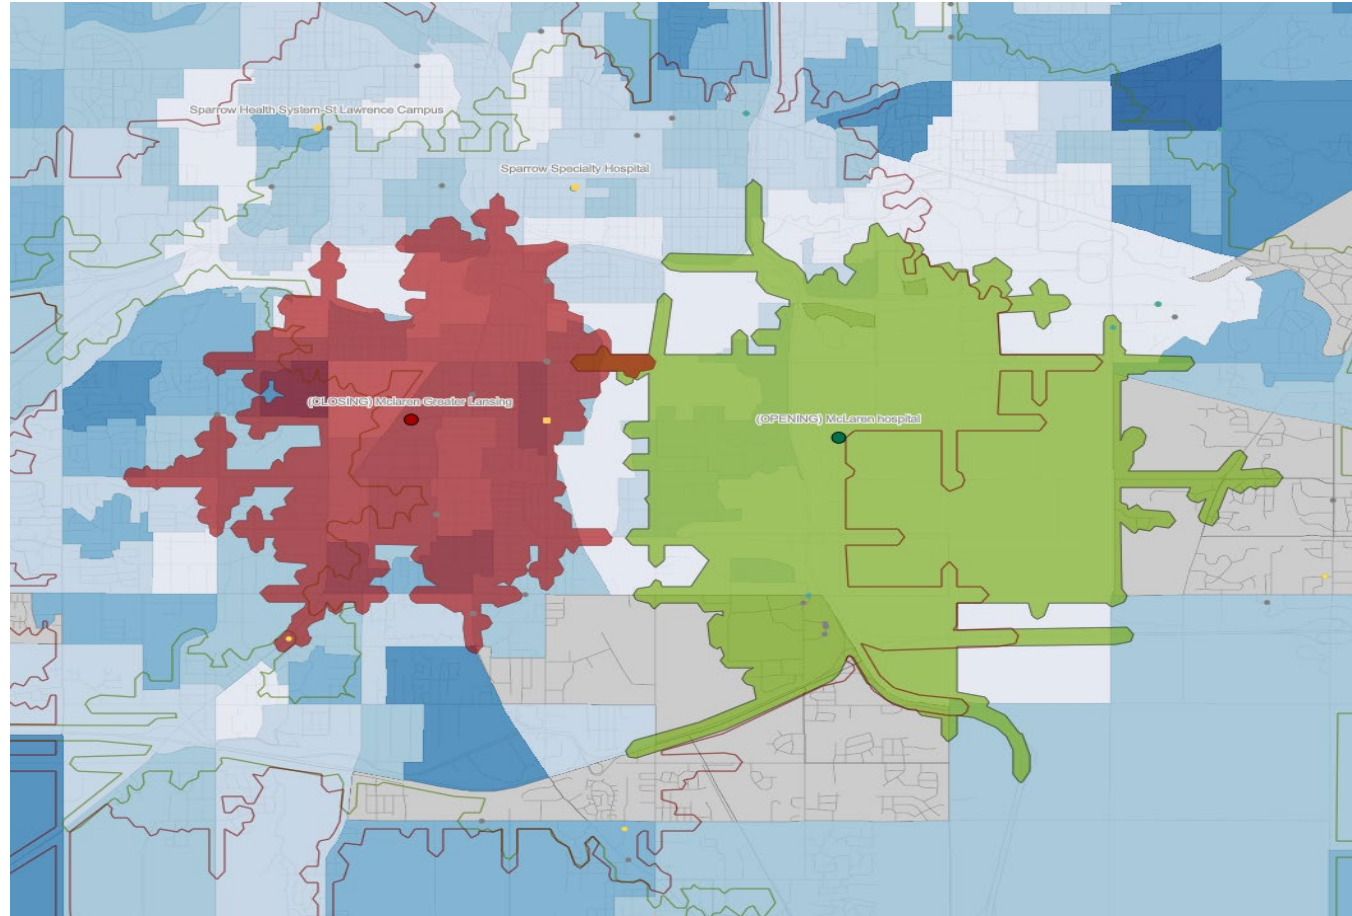 Sparrow Health System-St Lawrence Campus
Sparrow Specialty Hospital
(CLOSING) Mclaren Greater Lansing
(OPENING) McLaren hospital